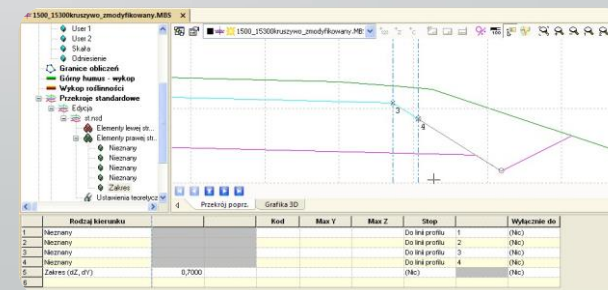 1500_15300kruszywo_zmodyfikowany.MBS X
User 1
User 2
Skała
Odniesienie
Granice obliczeń
Górny humus - wykop
Wykop roślinności
Przekroje standardowe
Edycja
st.nsd
Elementy lewej str...
Elementy prawej str...
Nieznany
Nieznany
Nieznany
Nieznany
Zakres
Ustawienia teoretycz
1500_15300kruszywo_zmodyfikowany.MB:
3
4
Przekrój poprz. Grafika 3D
Rodzaj kierunku Kod Max Y Max Z Stop Wyłącznie do
1 Nieznany Do linii profilu 1 (Nic)
2 Nieznany Do linii profilu 2 (Nic)
3 Nieznany Do linii profilu 3 (Nic)
4 Nieznany Do linii profilu 4 (Nic)
5 Zakres (dZ, dY) 0,7000 (Nic) (Nic)
6